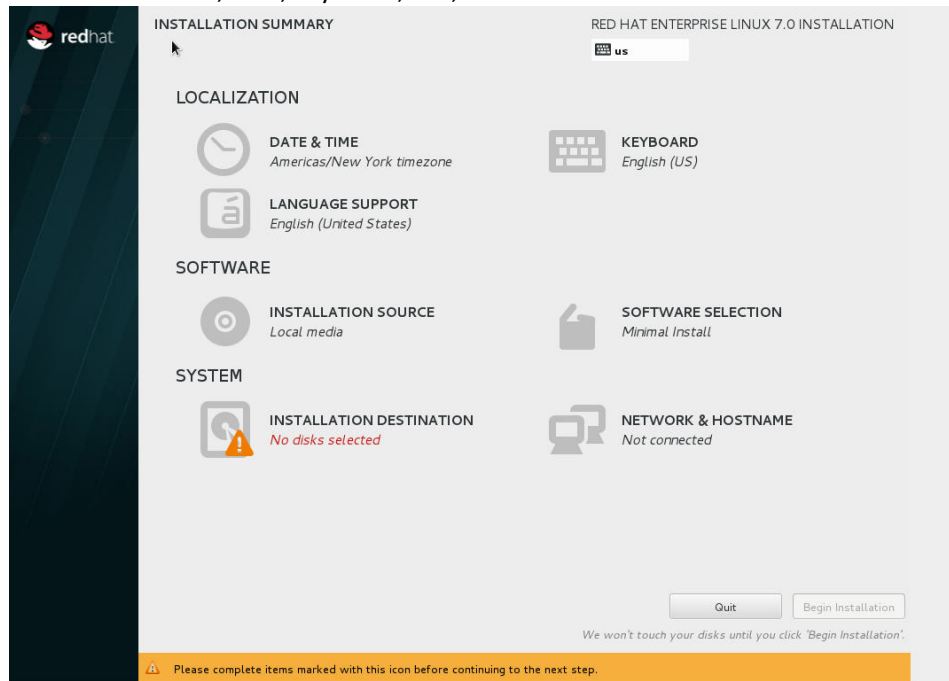 redhat
INSTALLATION SUMMARY
RED HAT ENTERPRISE LINUX 7.0 INSTALLATION
us
LOCALIZATION
DATE & TIME
Americas/New York timezone
KEYBOARD
English (US)
LANGUAGE SUPPORT
English (United States)
SOFTWARE
INSTALLATION SOURCE
Local media
SOFTWARE SELECTION
Minimal Install
SYSTEM
INSTALLATION DESTINATION
No disks selected
NETWORK & HOSTNAME
Not connected
Quit
Begin Installation
We won't touch your disks until you click 'Begin Installation'.
Please complete items marked with this icon before continuing to the next step.